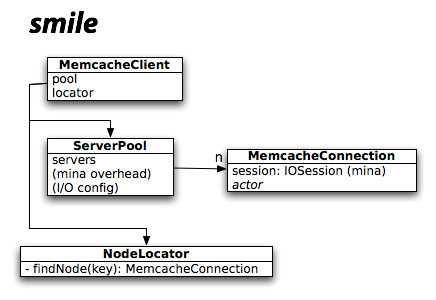 smile
MemcacheClient
pool
locator
ServerPool
servers
(mina overhead)
(I/O config)
n
MemcacheConnection
session: IOSession (mina)
actor
NodeLocator
- findNode(key): MemcacheConnection